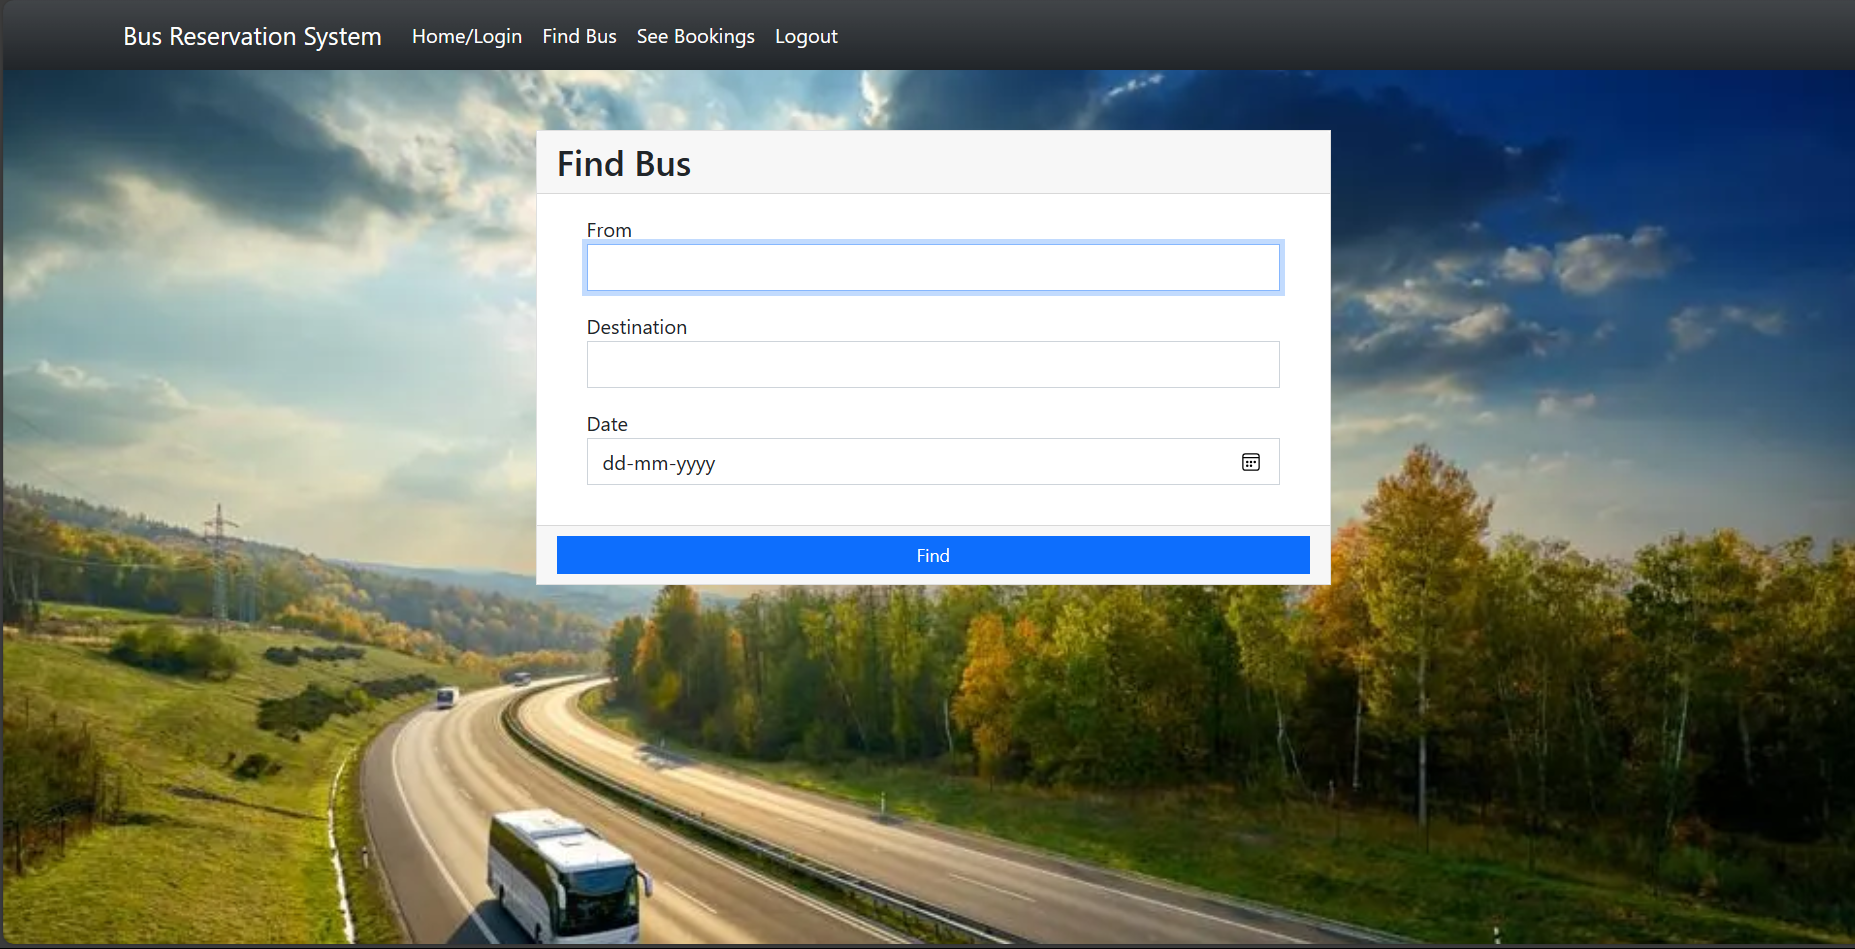 Bus Reservation System Home/Login Find Bus See Bookings Logout
Find Bus
From
Destination
Date
dd-mm-yyyy
Find